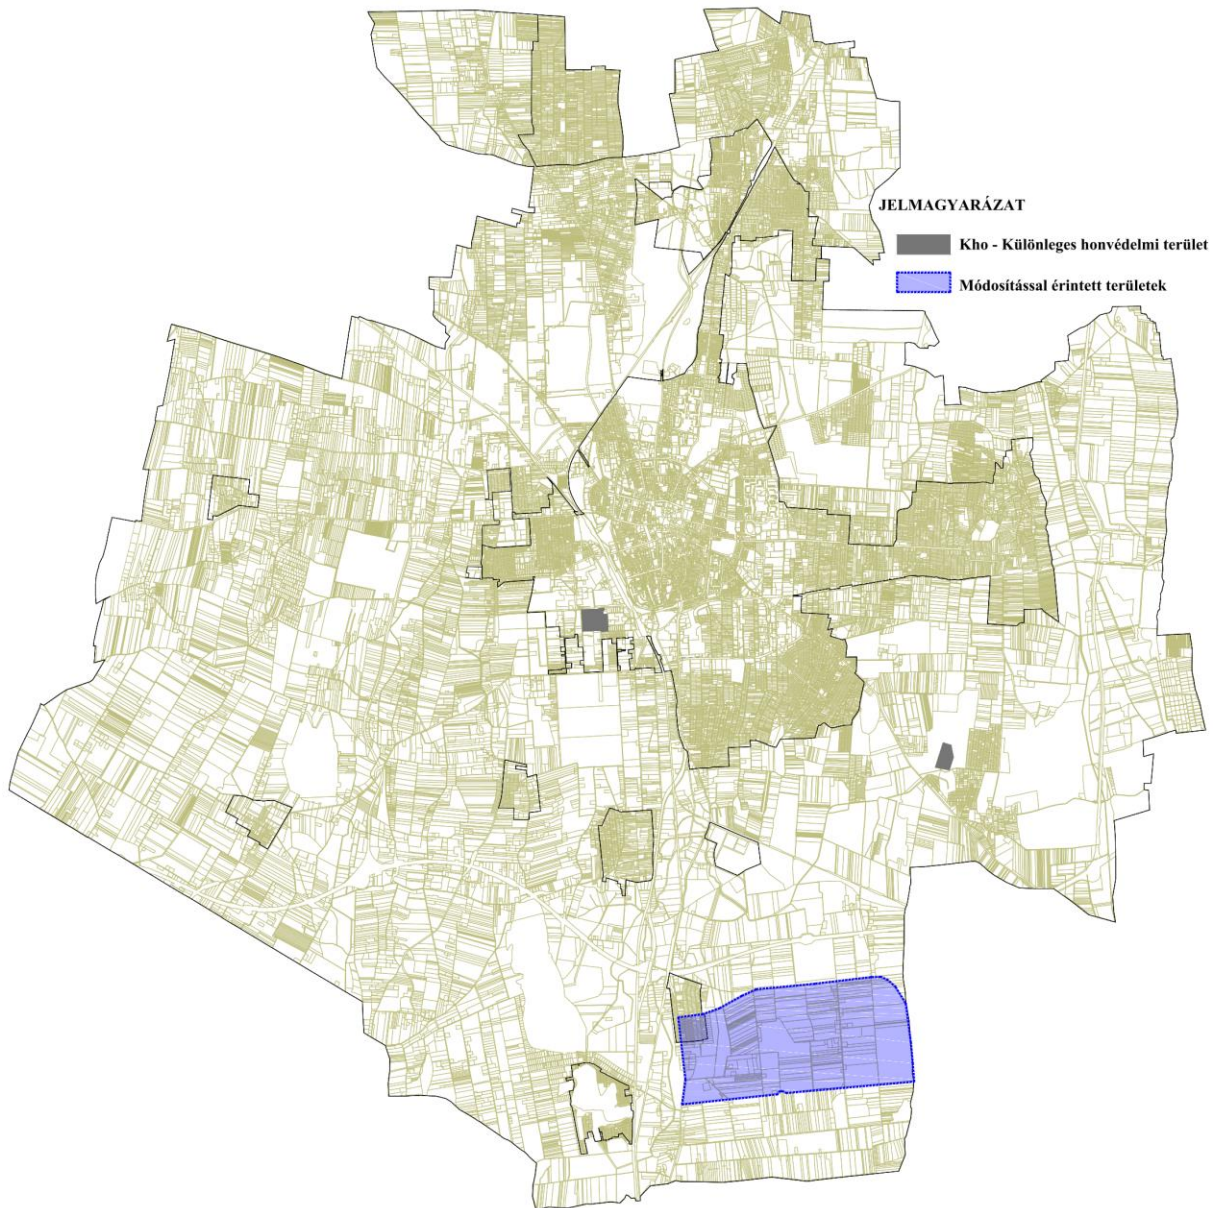 JELMAGYARÁZAT
Kho - Különleges honvédelmi terület
Módosítással érintett területek